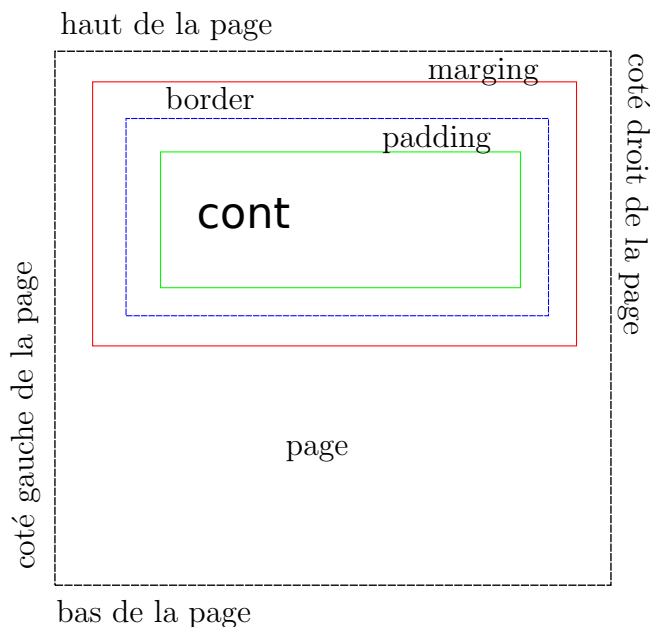 haut de la page
marging
coté droit de la page
border
padding
cont
coté gauche de la page
page
bas de la page